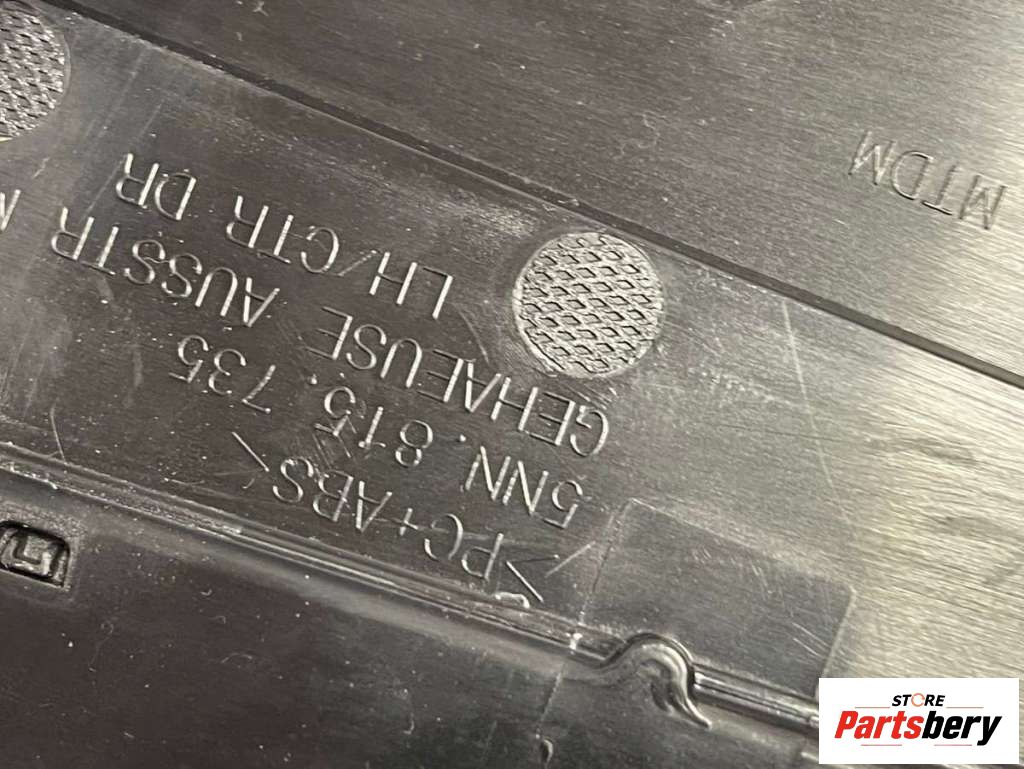 >PC+ABS<
5NN.815.735
GEHAEUSE AUSSTR
LH/CTR DR
MTDM
STORE
Partsbery